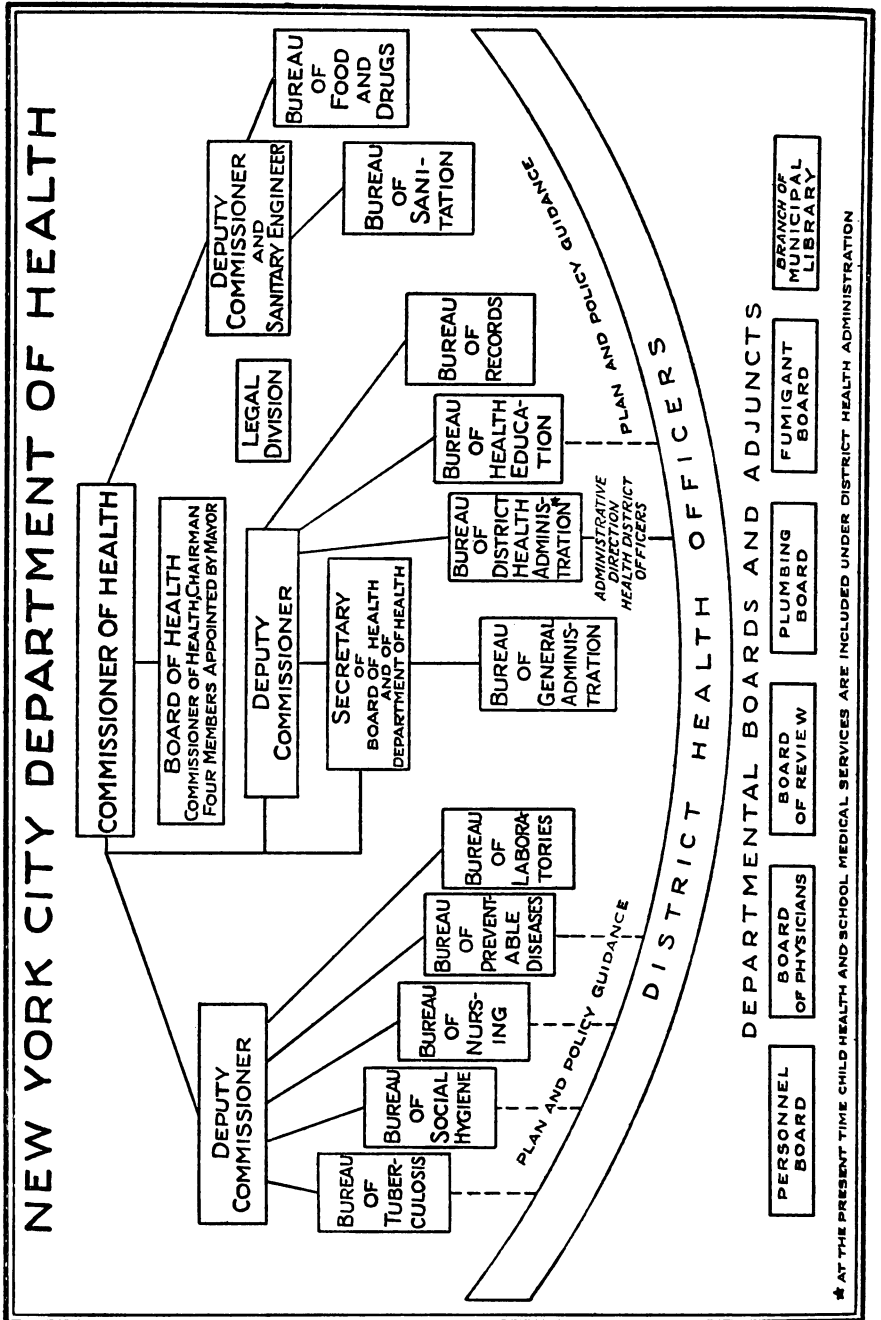 NEW YORK CITY DEPARTMENT OF HEALTH
COMMISSIONER OF HEALTH
BOARD OF HEALTH
COMMISSIONER OF HEALTH, CHAIRMAN
FOUR MEMBERS APPOINTED BY MAYOR
DEPUTY
COMMISSIONER
DEPUTY
COMMISSIONER
LEGAL
DIVISION
DEPUTY
COMMISSIONER
AND
SANITARY ENGINEER
SECRETARY
OF
BOARD OF HEALTH
AND OF
DEPARTMENT OF HEALTH
BUREAU
OF
TUBER-
CULOSIS
BUREAU
OF
SOCIAL
HYGIENE
BUREAU
OF
NURS-
ING
BUREAU
OF
PREVENT-
ABLE
DISEASES
BUREAU
OF
LABORA-
TORIES
BUREAU
OF
GENERAL
ADMINIS-
TRATION
BUREAU
OF
DISTRICT
HEALTH
ADMINIS-
TRATION*
BUREAU
OF
HEALTH
EDUCA-
TION
BUREAU
OF
RECORDS
BUREAU
OF
SANI-
TATION
BUREAU
OF
FOOD
AND
DRUGS
PLAN AND POLICY GUIDANCE
ADMINISTRATIVE
DIRECTION
HEALTH DISTRICT
OFFICERS
PLAN AND POLICY GUIDANCE
DISTRICT HEALTH OFFICERS
DEPARTMENTAL BOARDS AND ADJUNCTS
PERSONNEL
BOARD
BOARD
OF PHYSICIANS
BOARD
OF REVIEW
PLUMBING
BOARD
FUMIGANT
BOARD
BRANCH OF
MUNICIPAL
LIBRARY
* AT THE PRESENT TIME CHILD HEALTH AND SCHOOL MEDICAL SERVICES ARE INCLUDED UNDER DISTRICT HEALTH ADMINISTRATION